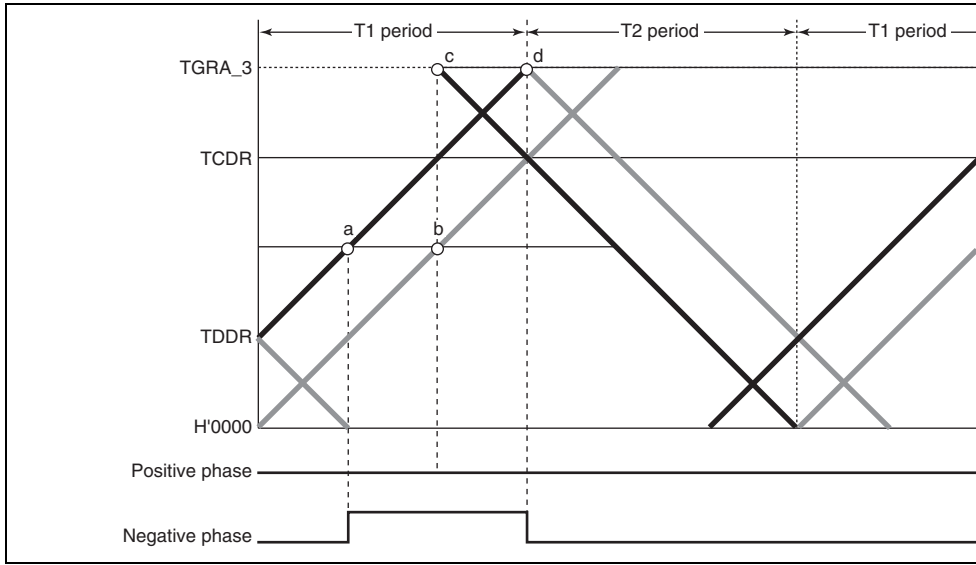 T1 period T2 period T1 period
c d
TGRA_3
TCDR
a b
TDDR
H'0000
Positive phase
Negative phase